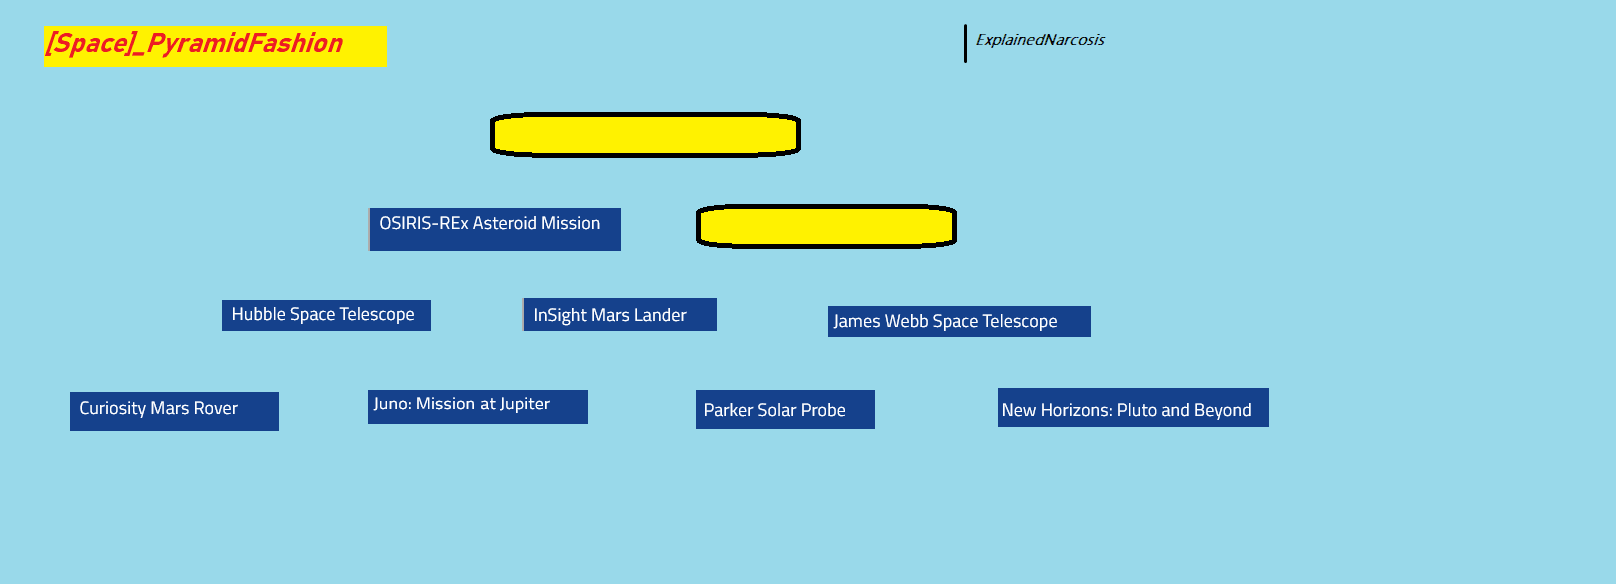 [Space]_PyramidFashion
ExplainedNarcosis
OSIRIS-REx Asteroid Mission
Hubble Space Telescope
InSight Mars Lander
James Webb Space Telescope
Curiosity Mars Rover
Juno: Mission at Jupiter
Parker Solar Probe
New Horizons: Pluto and Beyond